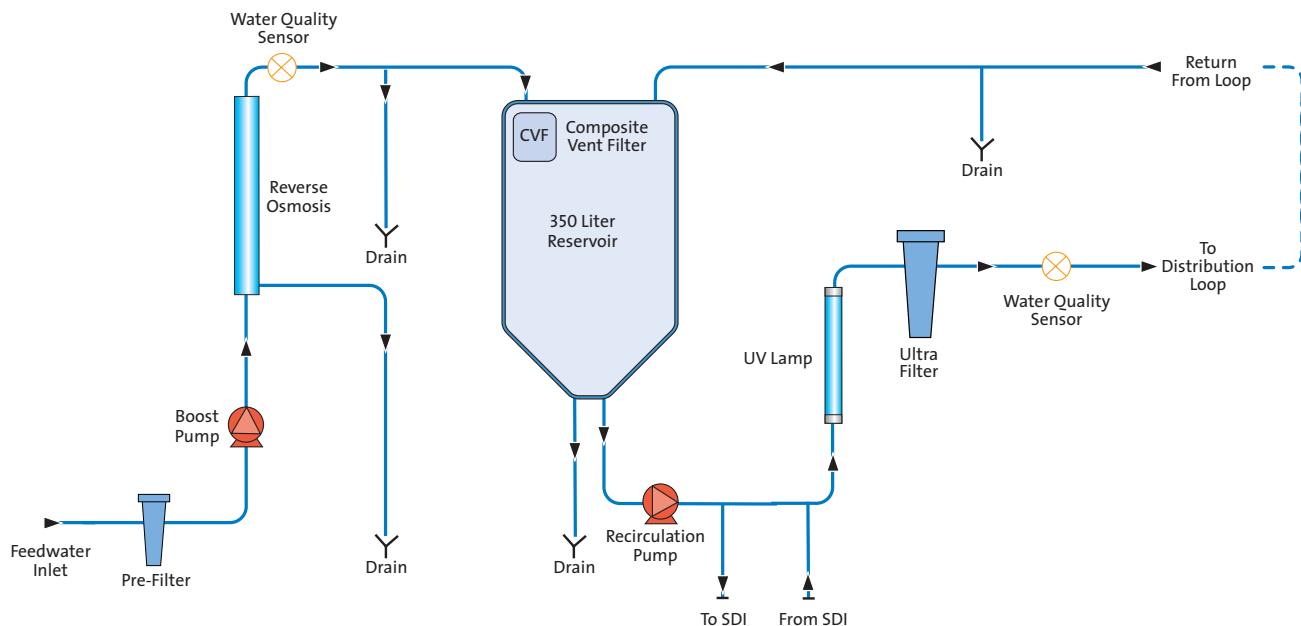 Water Quality
Sensor
Return
From Loop
CVF
Composite
Vent Filter
Drain
Reverse
Osmosis
350 Liter
Reservoir
Drain
To
Distribution
Loop
Water Quality
Sensor
UV Lamp
Ultra
Filter
Boost
Pump
Recirculation
Pump
Feedwater
Inlet
Pre-Filter
Drain
Drain
To SDI
From SDI